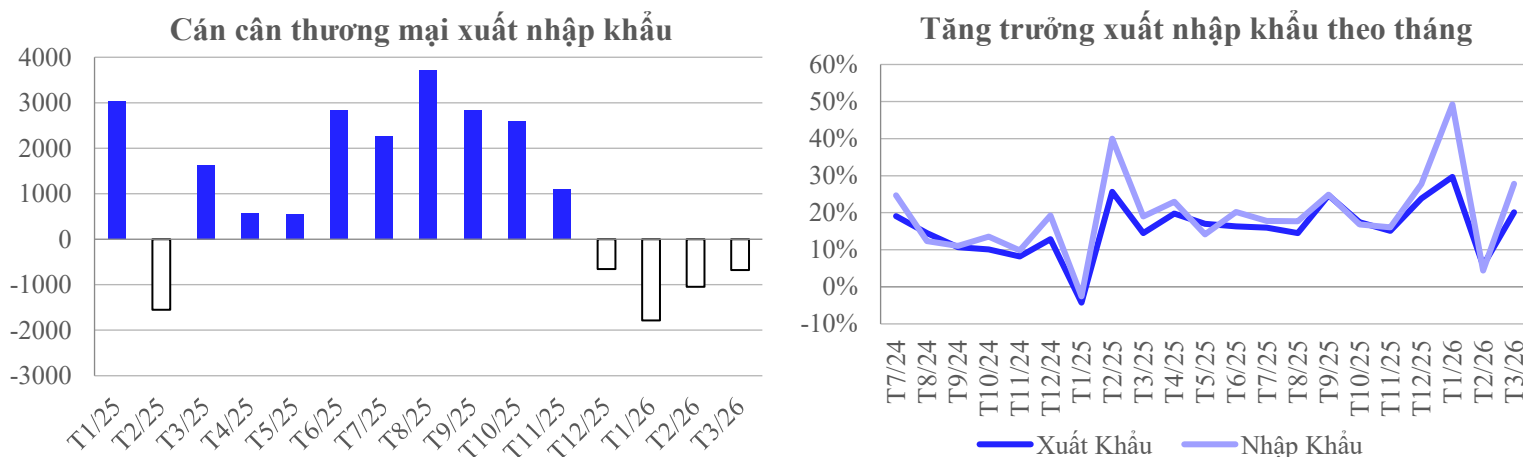 Cán cân thương mại xuất nhập khẩu
4000
3000
2000
1000
0
-1000
-2000
-3000
T1/25
T2/25
T3/25
T4/25
T5/25
T6/25
T7/25
T8/25
T9/25
T10/25
T11/25
T12/25
T1/26
T2/26
T3/26
Tăng trưởng xuất nhập khẩu theo tháng
60%
50%
40%
30%
20%
10%
0%
-10%
T7/24
T8/24
T9/24
T10/24
T11/24
T12/24
T1/25
T2/25
T3/25
T4/25
T5/25
T6/25
T7/25
T8/25
T9/25
T10/25
T11/25
T12/25
T1/26
T2/26
T3/26
Xuất Khẩu
Nhập Khẩu